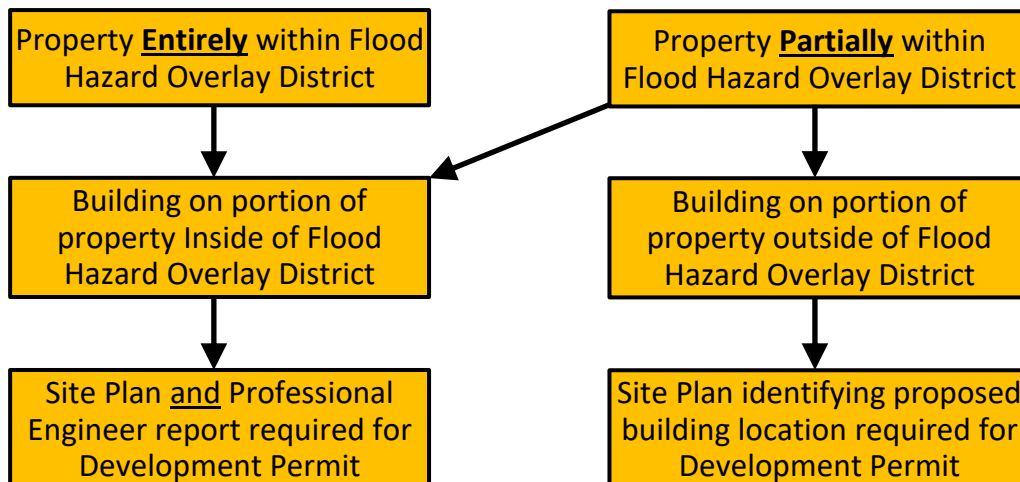 Property Entirely within Flood
Hazard Overlay District
Property Partially within
Flood Hazard Overlay District
Building on portion of
property Inside of Flood
Hazard Overlay District
Building on portion of
property outside of Flood
Hazard Overlay District
Site Plan and Professional
Engineer report required for
Development Permit
Site Plan identifying proposed
building location required for
Development Permit